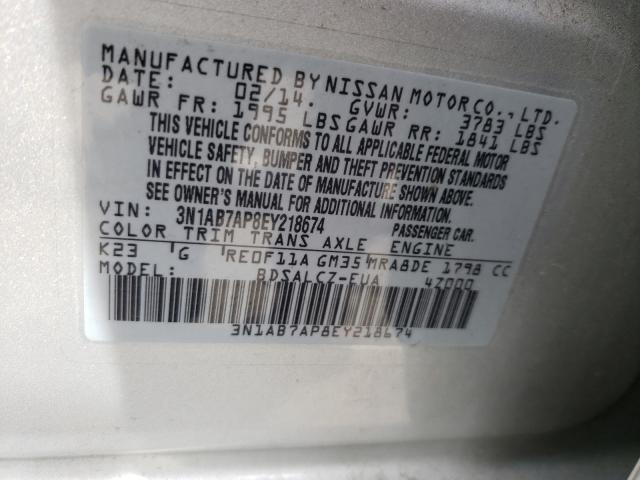 MANUFACTURED BY NISSAN MOTOR CO., LTD.
DATE: 02/14. GVWR: 3783 LBS
GAWR FR: 1995 LBS GAWR RR: 1841 LBS
THIS VEHICLE CONFORMS TO ALL APPLICABLE FEDERAL MOTOR
VEHICLE SAFETY, BUMPER AND THEFT PREVENTION STANDARDS
IN EFFECT ON THE DATE OF MANUFACTURE SHOWN ABOVE.
SEE OWNER'S MANUAL FOR ADDITIONAL INFORMATION.
VIN: 3N1AB7AP8EY218674 PASSENGER CAR.
COLOR TRIM TRANS AXLE ENGINE
K23 G RE0F11A GM35 MRA8DE 1798 CC
MODEL: BDSALCZ-EUA 4Z000
3N1AB7AP8EY218674